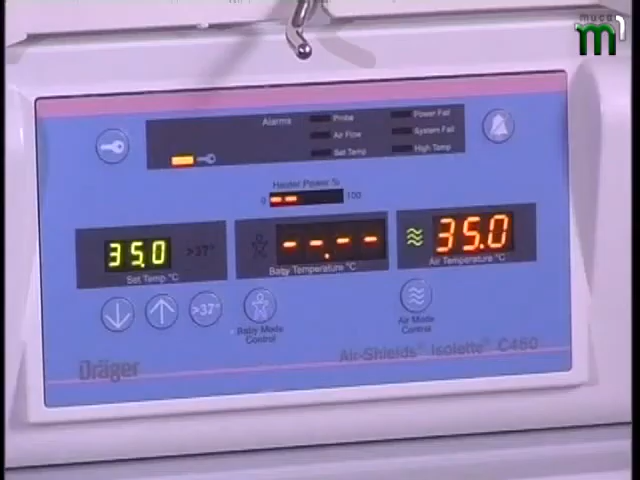 muca
m1
Alarms
Probe
Power Fail
Air Flow
System Fail
Set Temp
High Temp
Heater Power %
0
100
35.0
>37°
-.-.-
35.0
Set Temp °C
Baby Temperature °C
Air Temperature °C
>37°
Baby Mode
Control
Air Mode
Control
Dräger
Air-Shields® Isolette® C450